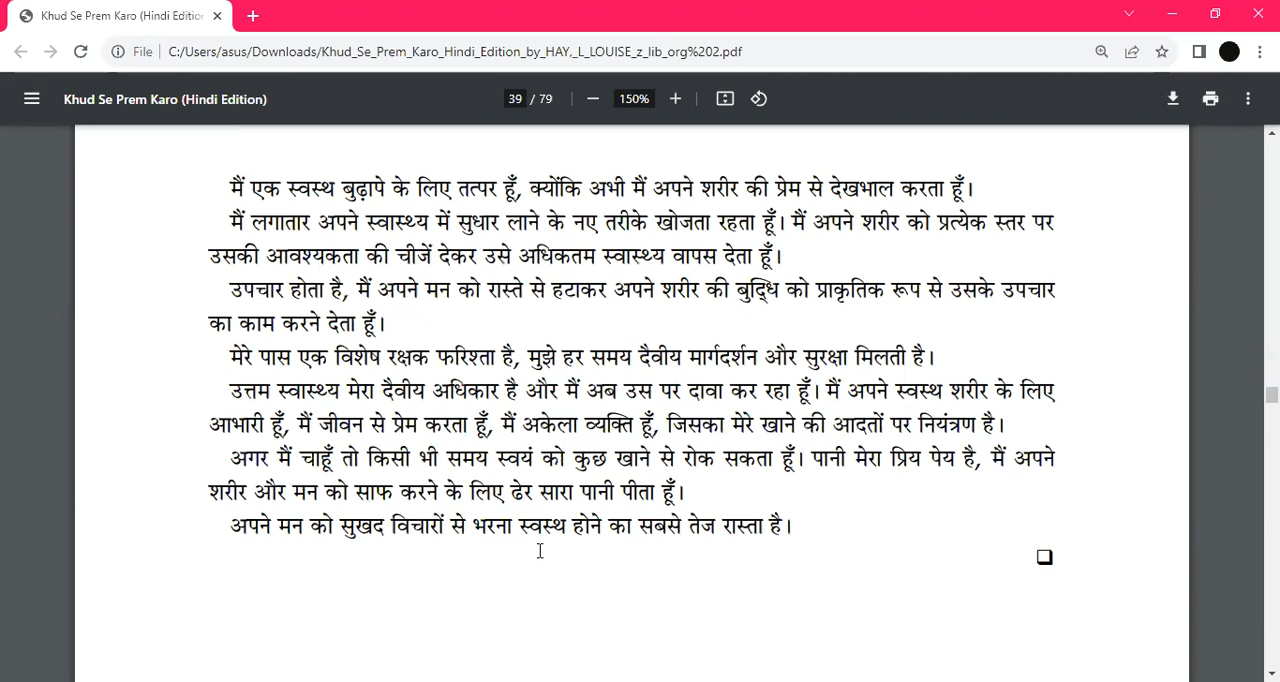 Khud Se Prem Karo (Hindi Edition
File | C:/Users/asus/Downloads/Khud_Se_Prem_Karo_Hindi_Edition_by_HAY,_L_LOUISE_z_lib_org%202.pdf
Khud Se Prem Karo (Hindi Edition) 39 / 79 150%
मैं एक स्वस्थ बुढ़ापे के लिए तत्पर हूँ, क्योंकि अभी मैं अपने शरीर की प्रेम से देखभाल करता हूँ।
मैं लगातार अपने स्वास्थ्य में सुधार लाने के नए तरीके खोजता रहता हूँ। मैं अपने शरीर को प्रत्येक स्तर पर
उसकी आवश्यकता की चीजें देकर उसे अधिकतम स्वास्थ्य वापस देता हूँ।
उपचार होता है, मैं अपने मन को रास्ते से हटाकर अपने शरीर की बुद्धि को प्राकृतिक रूप से उसके उपचार
का काम करने देता हूँ।
मेरे पास एक विशेष रक्षक फरिश्ता है, मुझे हर समय दैवीय मार्गदर्शन और सुरक्षा मिलती है।
उत्तम स्वास्थ्य मेरा दैवीय अधिकार है और मैं अब उस पर दावा कर रहा हूँ। मैं अपने स्वस्थ शरीर के लिए
आभारी हूँ, मैं जीवन से प्रेम करता हूँ, मैं अकेला व्यक्ति हूँ, जिसका मेरे खाने की आदतों पर नियंत्रण है।
अगर मैं चाहूँ तो किसी भी समय स्वयं को कुछ खाने से रोक सकता हूँ। पानी मेरा प्रिय पेय है, मैं अपने
शरीर और मन को साफ करने के लिए ढेर सारा पानी पीता हूँ।
अपने मन को सुखद विचारों से भरना स्वस्थ होने का सबसे तेज रास्ता है।